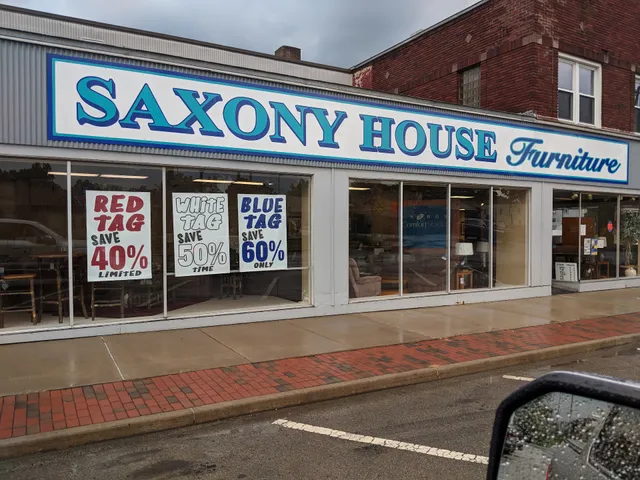 SAXONY HOUSE Furniture
RED
TAG
SAVE
40%
LIMITED
WHITE
TAG
SAVE
50%
TIME
BLUE
TAG
SAVE
60%
ONLY